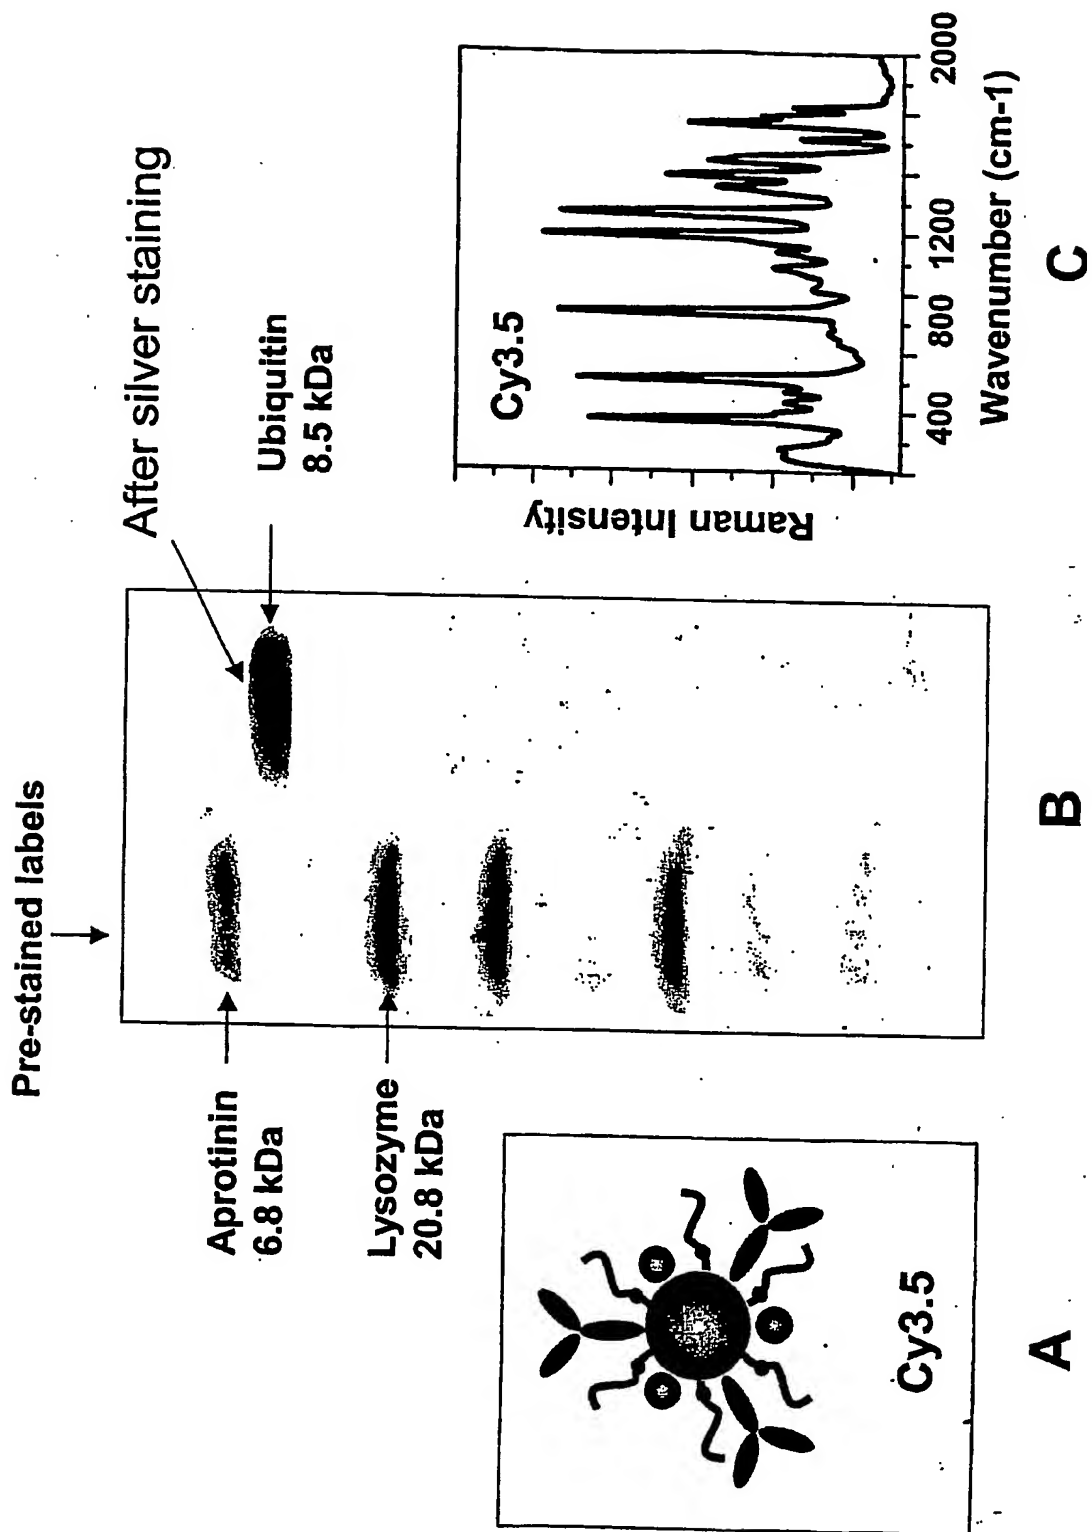 Pre-stained labels
After silver staining
Aprotinin
6.8 kDa
Lysozyme
20.8 kDa
Ubiquitin
8.5 kDa
Cy3.5
A
B
Cy3.5
Raman Intensity
400
800
1200
2000
Wavenumber (cm-1)
C